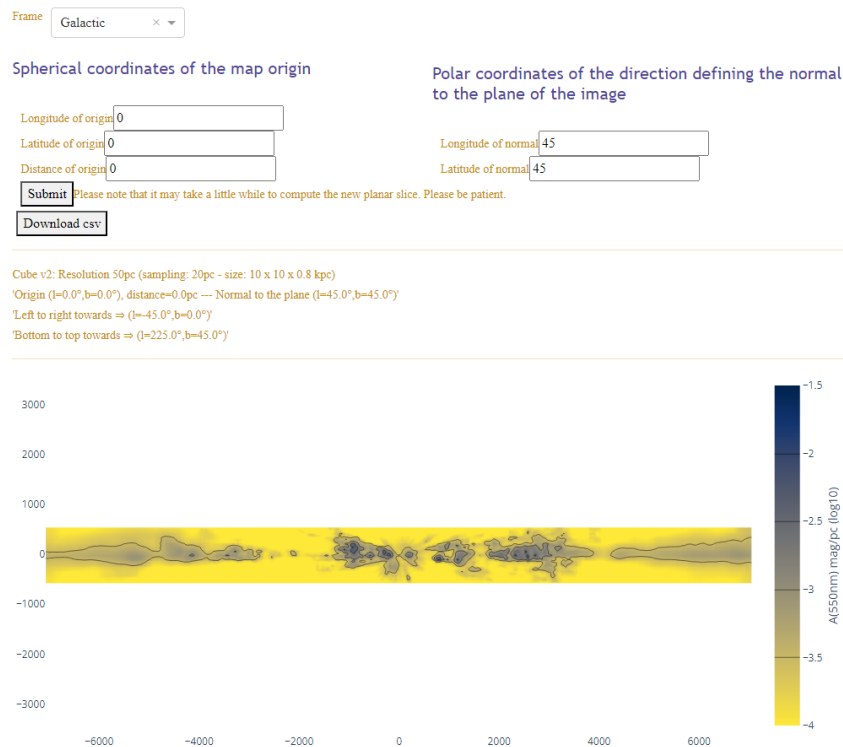 Frame
Galactic × ▾
Spherical coordinates of the map origin
Polar coordinates of the direction defining the normal
to the plane of the image
Longitude of origin 0
Latitude of origin 0
Distance of origin 0
Longitude of normal 45
Latitude of normal 45
Submit Please note that it may take a little while to compute the new planar slice. Please be patient.
Download csv
Cube v2: Resolution 50pc (sampling: 20pc - size: 10 x 10 x 0.8 kpc)
'Origin (l=0.0°,b=0.0°), distance=0.0pc --- Normal to the plane (l=45.0°,b=45.0°)'
'Left to right towards ⇒ (l=-45.0°,b=0.0°)'
'Bottom to top towards ⇒ (l=225.0°,b=45.0°)'
3000
2000
1000
0
−1000
−2000
−3000
−6000 −4000 −2000 0 2000 4000 6000
−1.5
−2
−2.5
−3
−3.5
−4
A(550nm) mag/pc (log10)